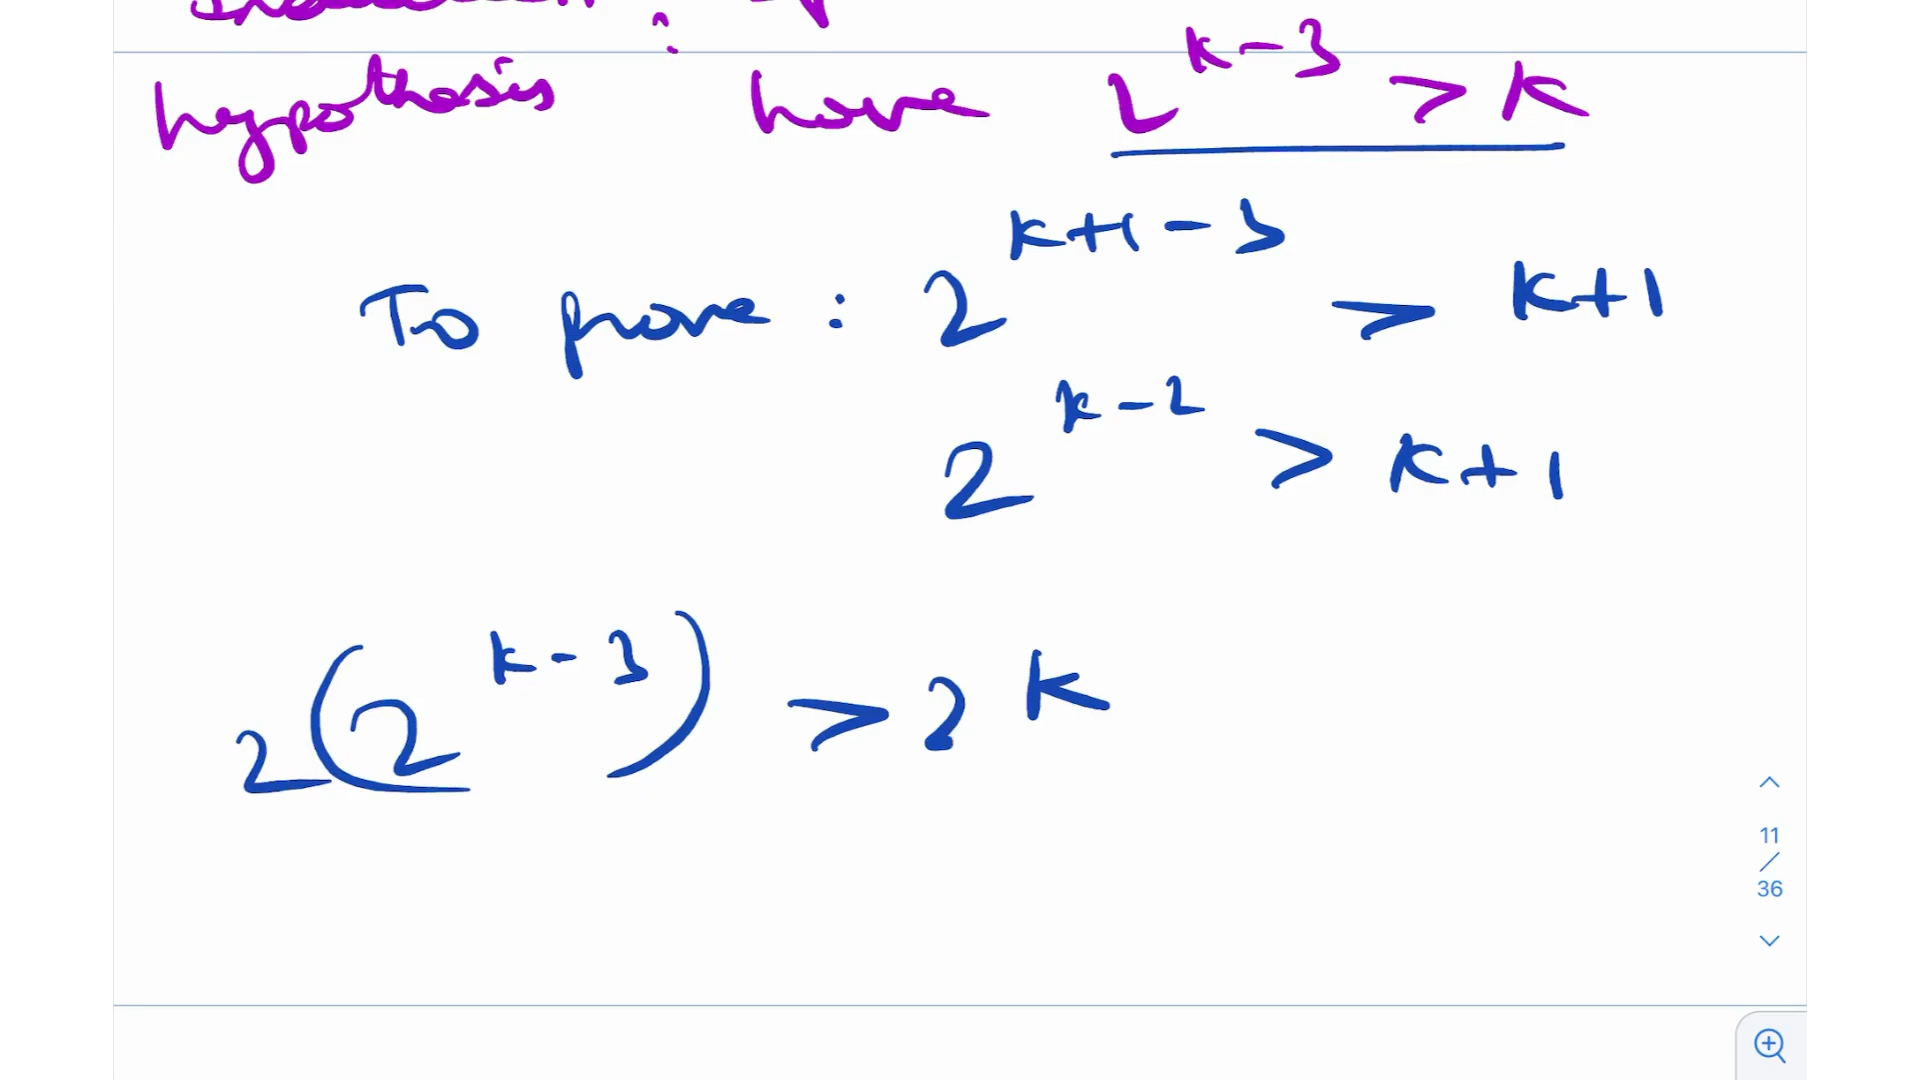 hypothesis : have 2^{k-3} > k
To prove : 2^{k+1-3} > k+1
2^{k-2} > k+1
2(2^{k-3}) > 2k
11
/
36